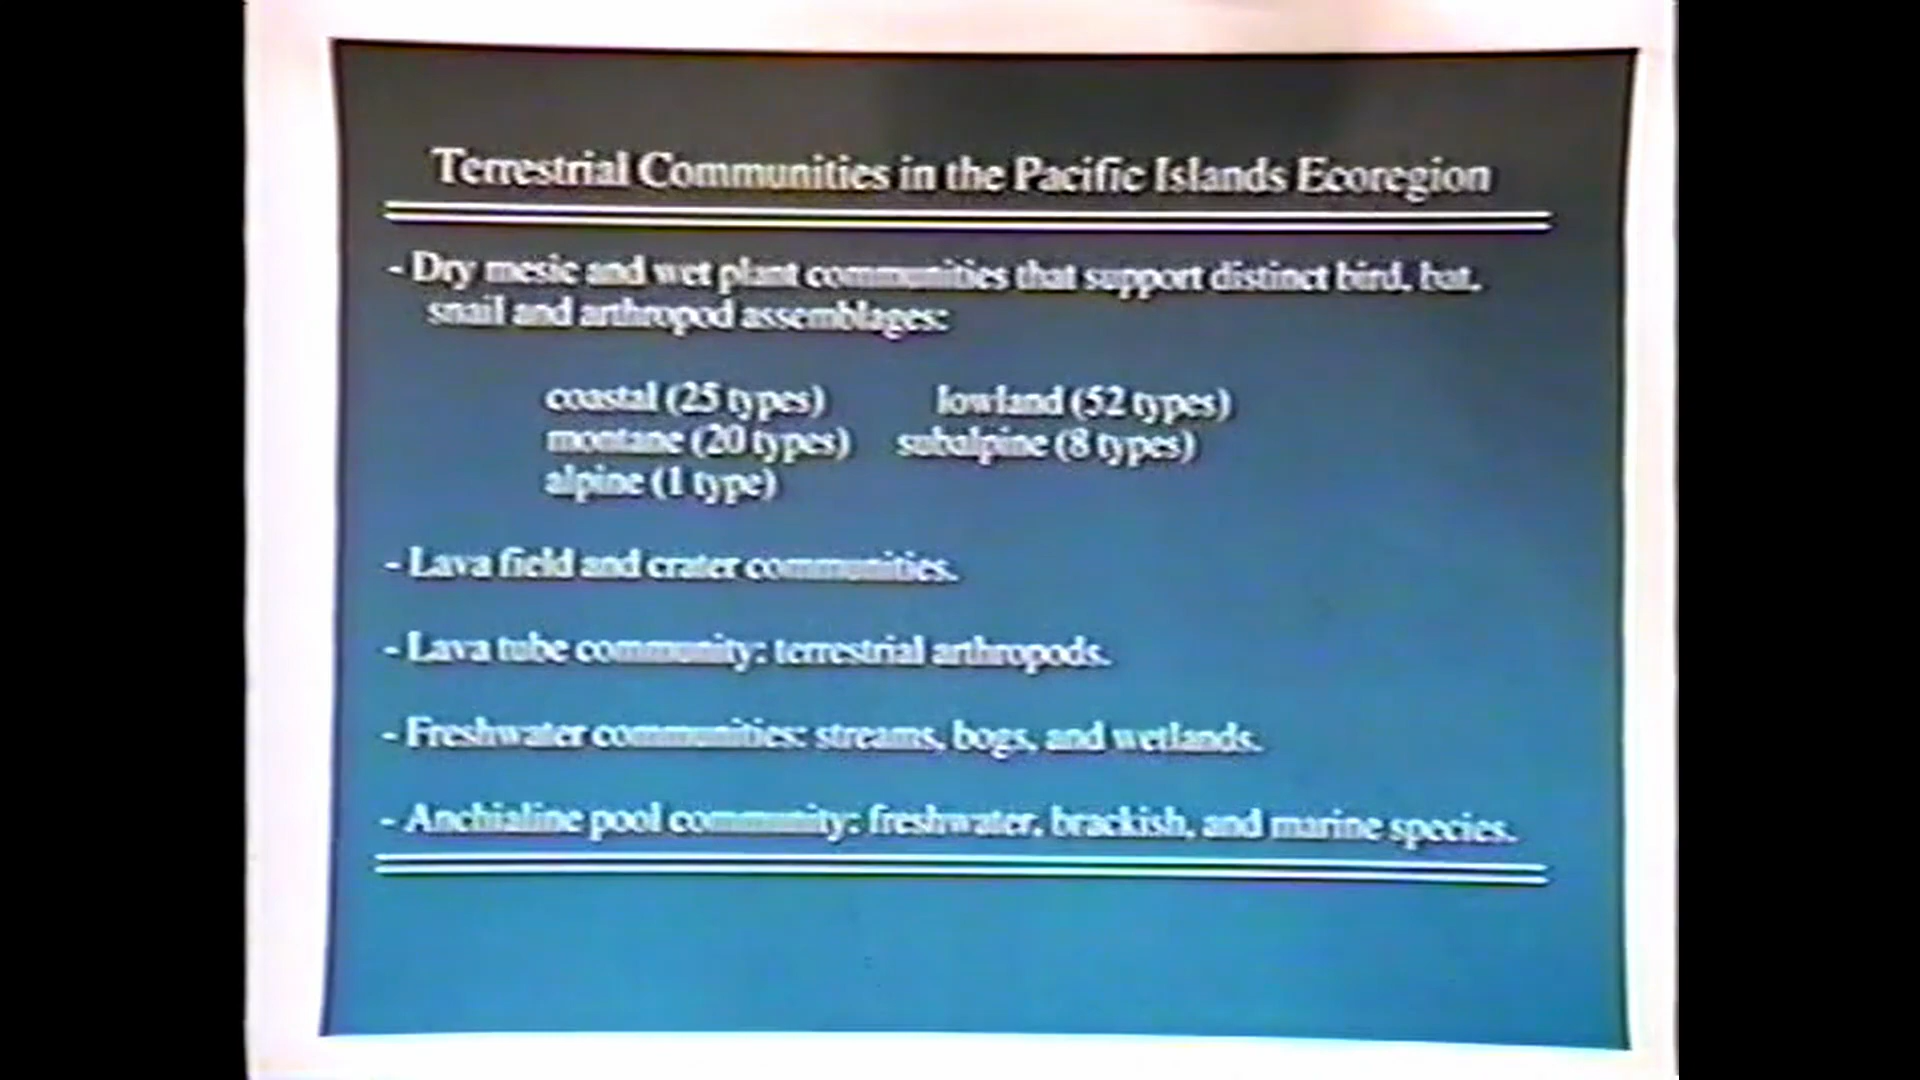 Terrestrial Communities in the Pacific Islands Ecoregion
- Dry mesic and wet plant communities that support distinct bird, bat,
snail and arthropod assemblages:
coastal (25 types) lowland (52 types)
montane (20 types) subalpine (8 types)
alpine (1 type)
- Lava field and crater communities.
- Lava tube community: terrestrial arthropods.
- Freshwater communities: streams, bogs, and wetlands.
- Anchialine pool community: freshwater, brackish, and marine species.